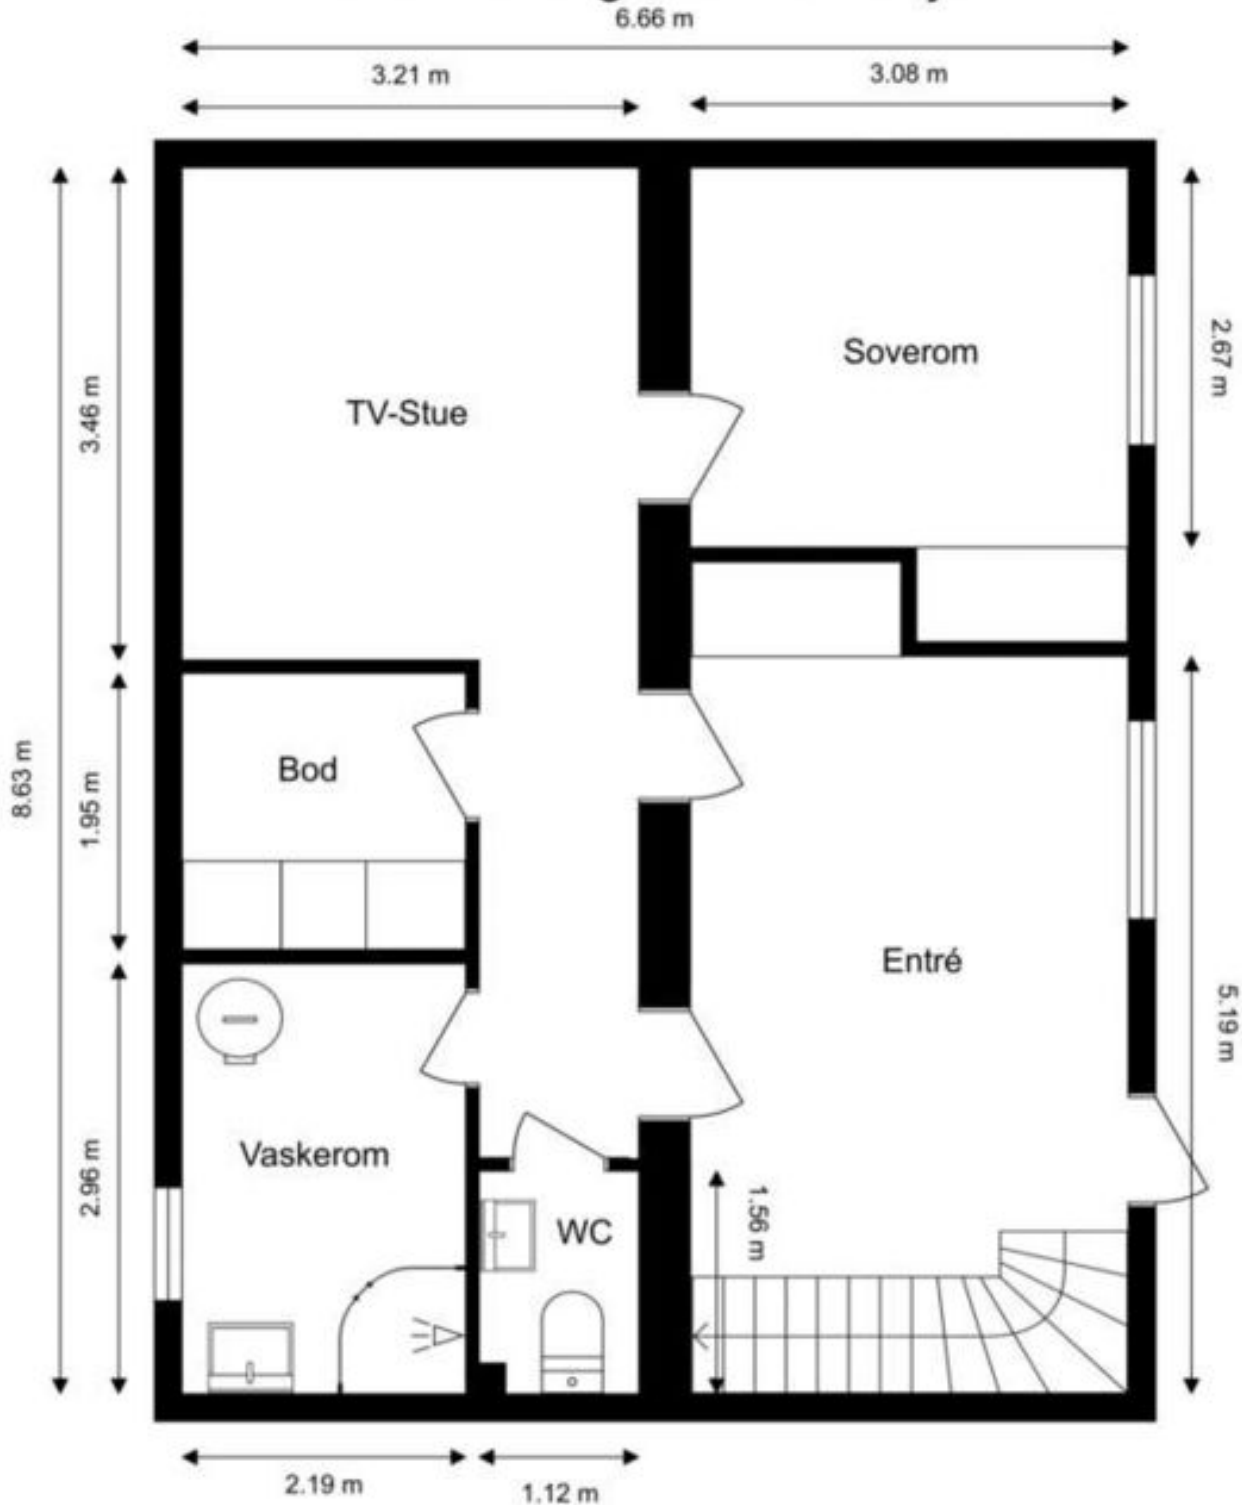 6.66 m
3.21 m
3.08 m
Soverom
2.67 m
TV-Stue
3.46 m
Bod
8.63 m
1.95 m
Entré
5.19 m
Vaskerom
2.96 m
1.56 m
WC
2.19 m
1.12 m